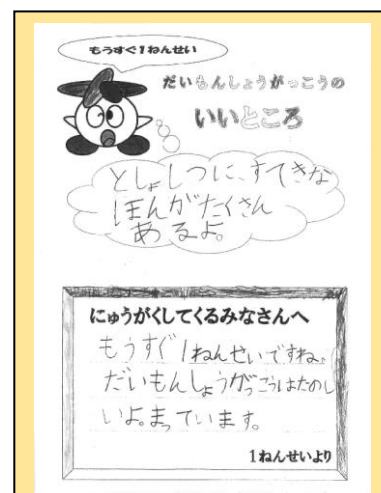 もうすぐ1ねんせい
だいもんしょうがっこうの
いいところ
としょしつに、すてきな
ほんがたくさん
あるよ。
にゅうがくしてくるみなさんへ
もうすぐ1ねんせいですね。
だいもんしょうがっこうはたのし
いよ。まっています。
1ねんせいより